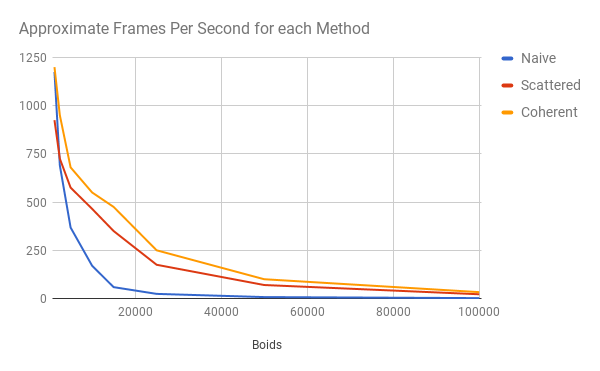 Approximate Frames Per Second for each Method
1250
1000
750
500
250
0
20000 40000 60000 80000 100000
Boids
Naive
Scattered
Coherent